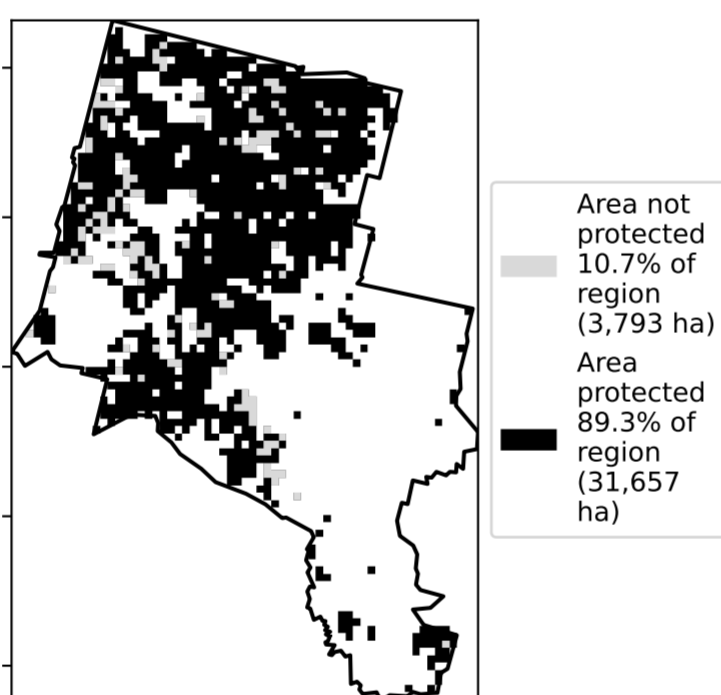 Area not
protected
10.7% of
region
(3,793 ha)
Area
protected
89.3% of
region
(31,657
ha)